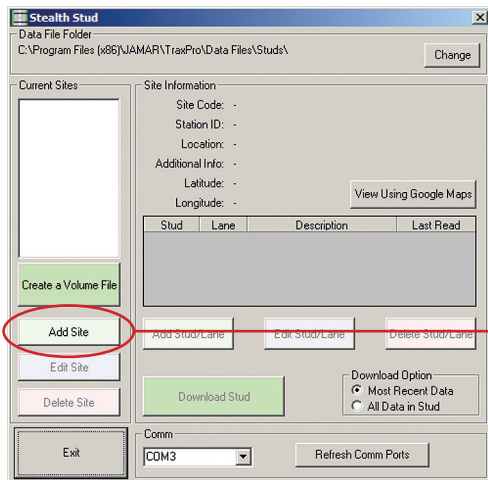 Stealth Stud
Data File Folder
C:\Program Files (x86)\JAMAR\TraxPro\Data Files\Studs\
Change
Current Sites
Site Information
Site Code: -
Station ID: -
Location: -
Additional Info: -
Latitude: -
Longitude: -
View Using Google Maps
Stud Lane Description Last Read
Create a Volume File
Add Site
Add Stud/Lane Edit Stud/Lane Delete Stud/Lane
Edit Site
Delete Site
Download Stud
Download Option
Most Recent Data
All Data in Stud
Exit
Comm
COM3
Refresh Comm Ports